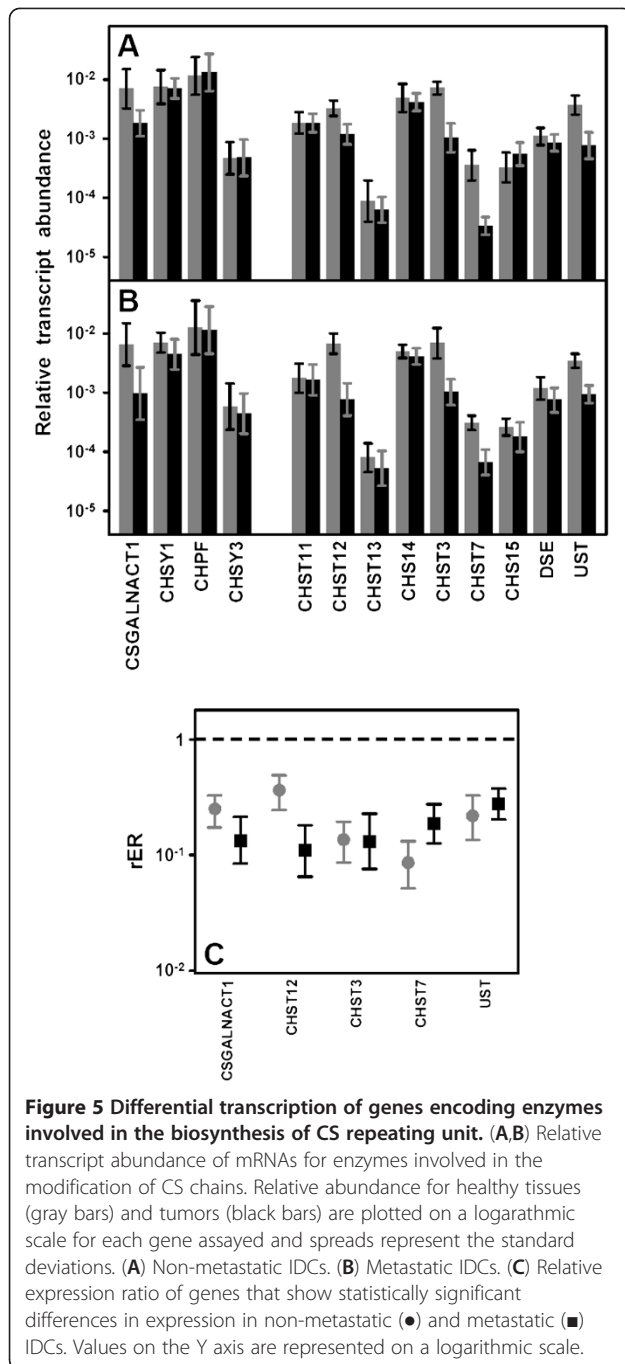 A
10-2
10-3
10-4
10-5
Relative transcript abundance
B
10-2
10-3
10-4
10-5
CSGALNACT1
CHSY1
CHPF
CHSY3
CHST11
CHST12
CHST13
CHS14
CHST3
CHST7
CHS15
DSE
UST
1
10-1
10-2
rER
C
CSGALNACT1
CHST12
CHST3
CHST7
UST
Figure 5 Differential transcription of genes encoding enzymes
involved in the biosynthesis of CS repeating unit. (A,B) Relative
transcript abundance of mRNAs for enzymes involved in the
modification of CS chains. Relative abundance for healthy tissues
(gray bars) and tumors (black bars) are plotted on a logarathmic
scale for each gene assayed and spreads represent the standard
deviations. (A) Non-metastatic IDCs. (B) Metastatic IDCs. (C) Relative
expression ratio of genes that show statistically significant
differences in expression in non-metastatic (●) and metastatic (■)
IDCs. Values on the Y axis are represented on a logarithmic scale.